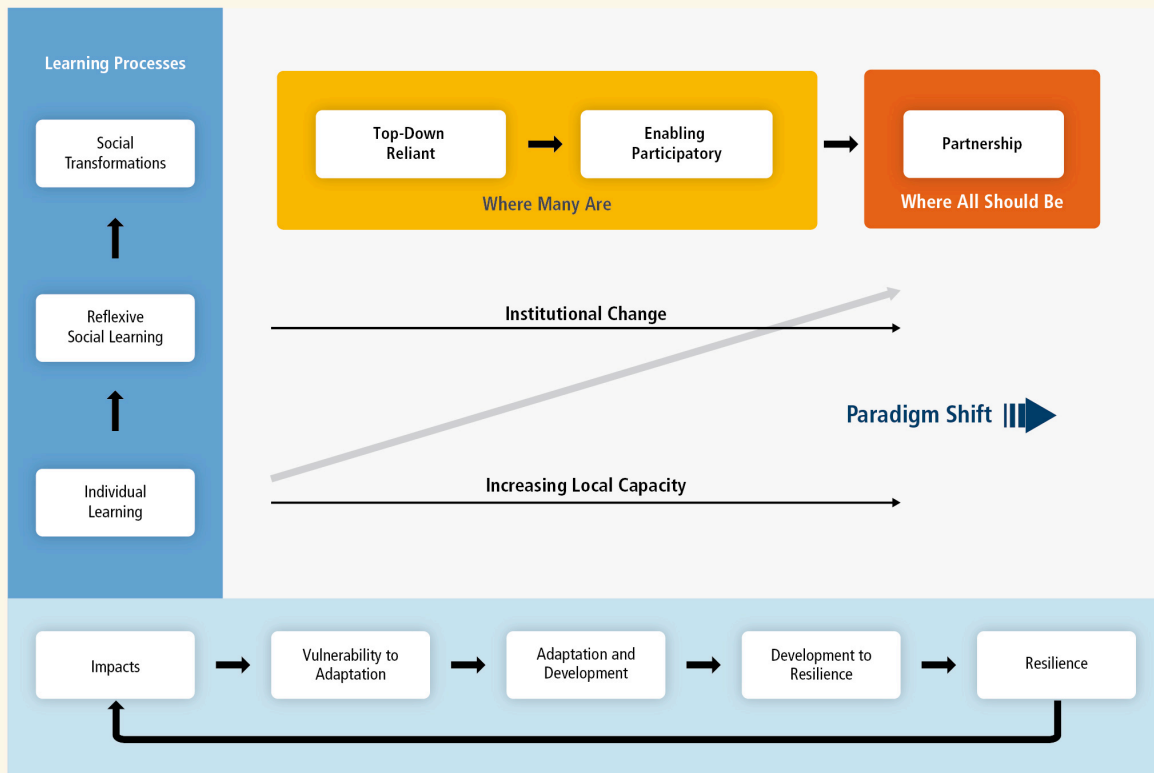 Learning Processes
Social
Transformations
Reflexive
Social Learning
Individual
Learning
Top-Down
Reliant
Enabling
Participatory
Where Many Are
Partnership
Where All Should Be
Institutional Change
Paradigm Shift
Increasing Local Capacity
Impacts
Vulnerability to
Adaptation
Adaptation and
Development
Development to
Resilience
Resilience